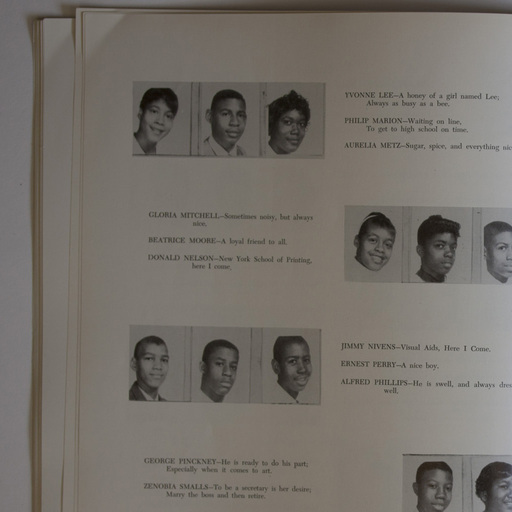 YVONNE LEE—A honey of a girl named Lee;
Always as busy as a bee.
PHILIP MARION—Waiting on line,
To get to high school on time.
AURELIA METZ—Sugar, spice, and everything nic
GLORIA MITCHELL—Sometimes noisy, but always
nice.
BEATRICE MOORE—A loyal friend to all.
DONALD NELSON—New York School of Printing,
here I come.
JIMMY NIVENS—Visual Aids, Here I Come.
ERNEST PERRY—A nice boy.
ALFRED PHILLIPS—He is swell, and always dres
well.
GEORGE PINCKNEY—He is ready to do his part;
Especially when it comes to art.
ZENOBIA SMALLS—To be a secretary is her desire;
Marry the boss and then retire.